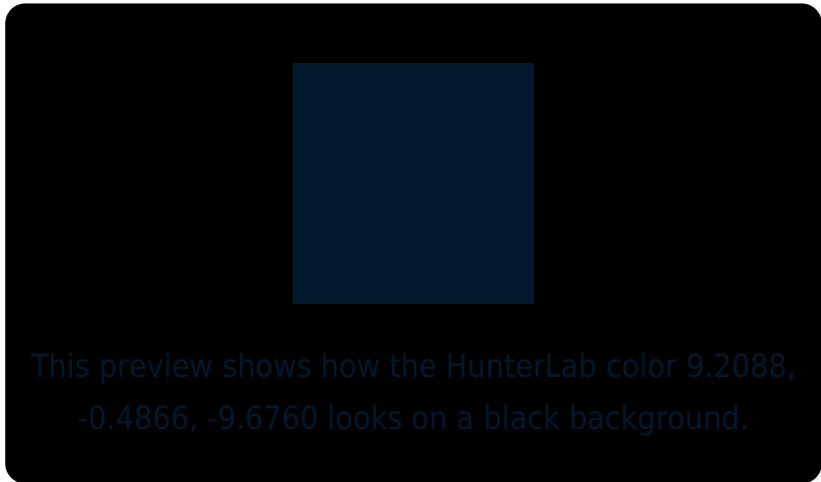 This preview shows how the HunterLab color 9.2088,
-0.4866, -9.6760 looks on a black background.